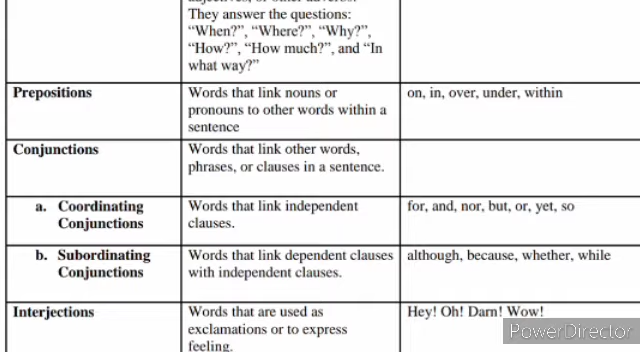 They answer the questions:
"When?", "Where?", "Why?",
"How?", "How much?", and "In
what way?"
Prepositions
Words that link nouns or
pronouns to other words within a
sentence
on, in, over, under, within
Conjunctions
Words that link other words,
phrases, or clauses in a sentence.
a. Coordinating
Conjunctions
Words that link independent
clauses.
for, and, nor, but, or, yet, so
b. Subordinating
Conjunctions
Words that link dependent clauses
with independent clauses.
although, because, whether, while
Interjections
Words that are used as
exclamations or to express
feeling.
Hey! Oh! Darn! Wow!
PowerDirector